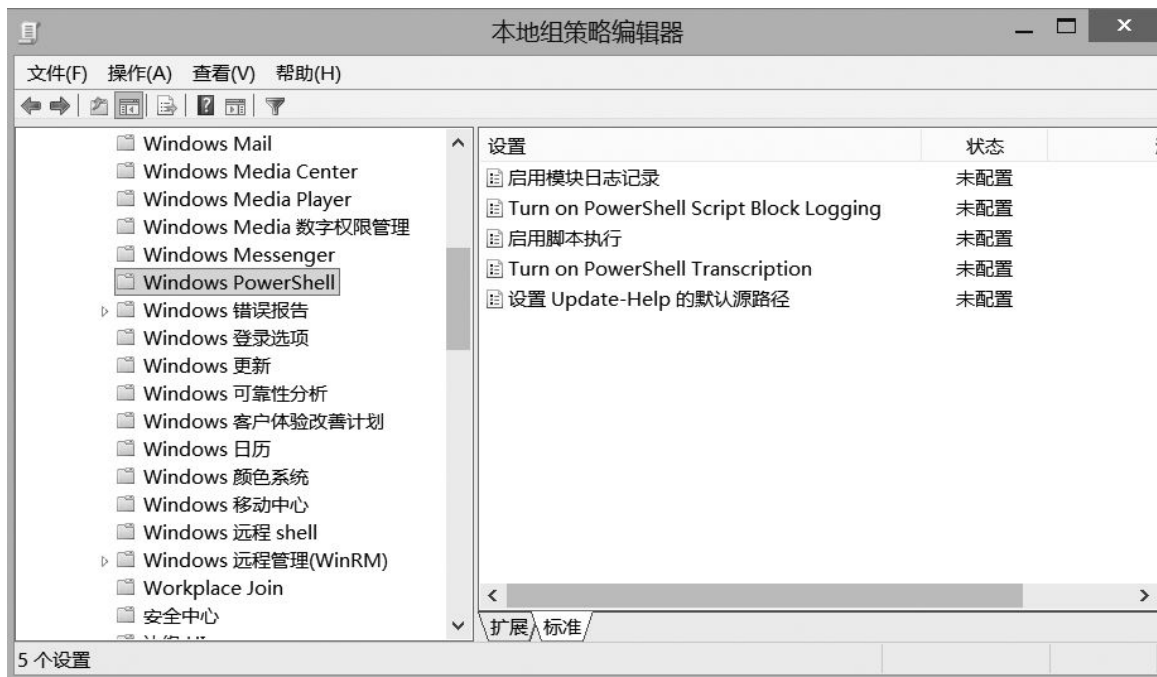 本地组策略编辑器
文件(F) 操作(A) 查看(V) 帮助(H)
Windows Mail
Windows Media Center
Windows Media Player
Windows Media 数字权限管理
Windows Messenger
Windows PowerShell
Windows 错误报告
Windows 登录选项
Windows 更新
Windows 可靠性分析
Windows 客户体验改善计划
Windows 日历
Windows 颜色系统
Windows 移动中心
Windows 远程 shell
Windows 远程管理(WinRM)
Workplace Join
安全中心
设置 状态
启用模块日志记录 未配置
Turn on PowerShell Script Block Logging 未配置
启用脚本执行 未配置
Turn on PowerShell Transcription 未配置
设置 Update-Help 的默认源路径 未配置
扩展 标准
5 个设置